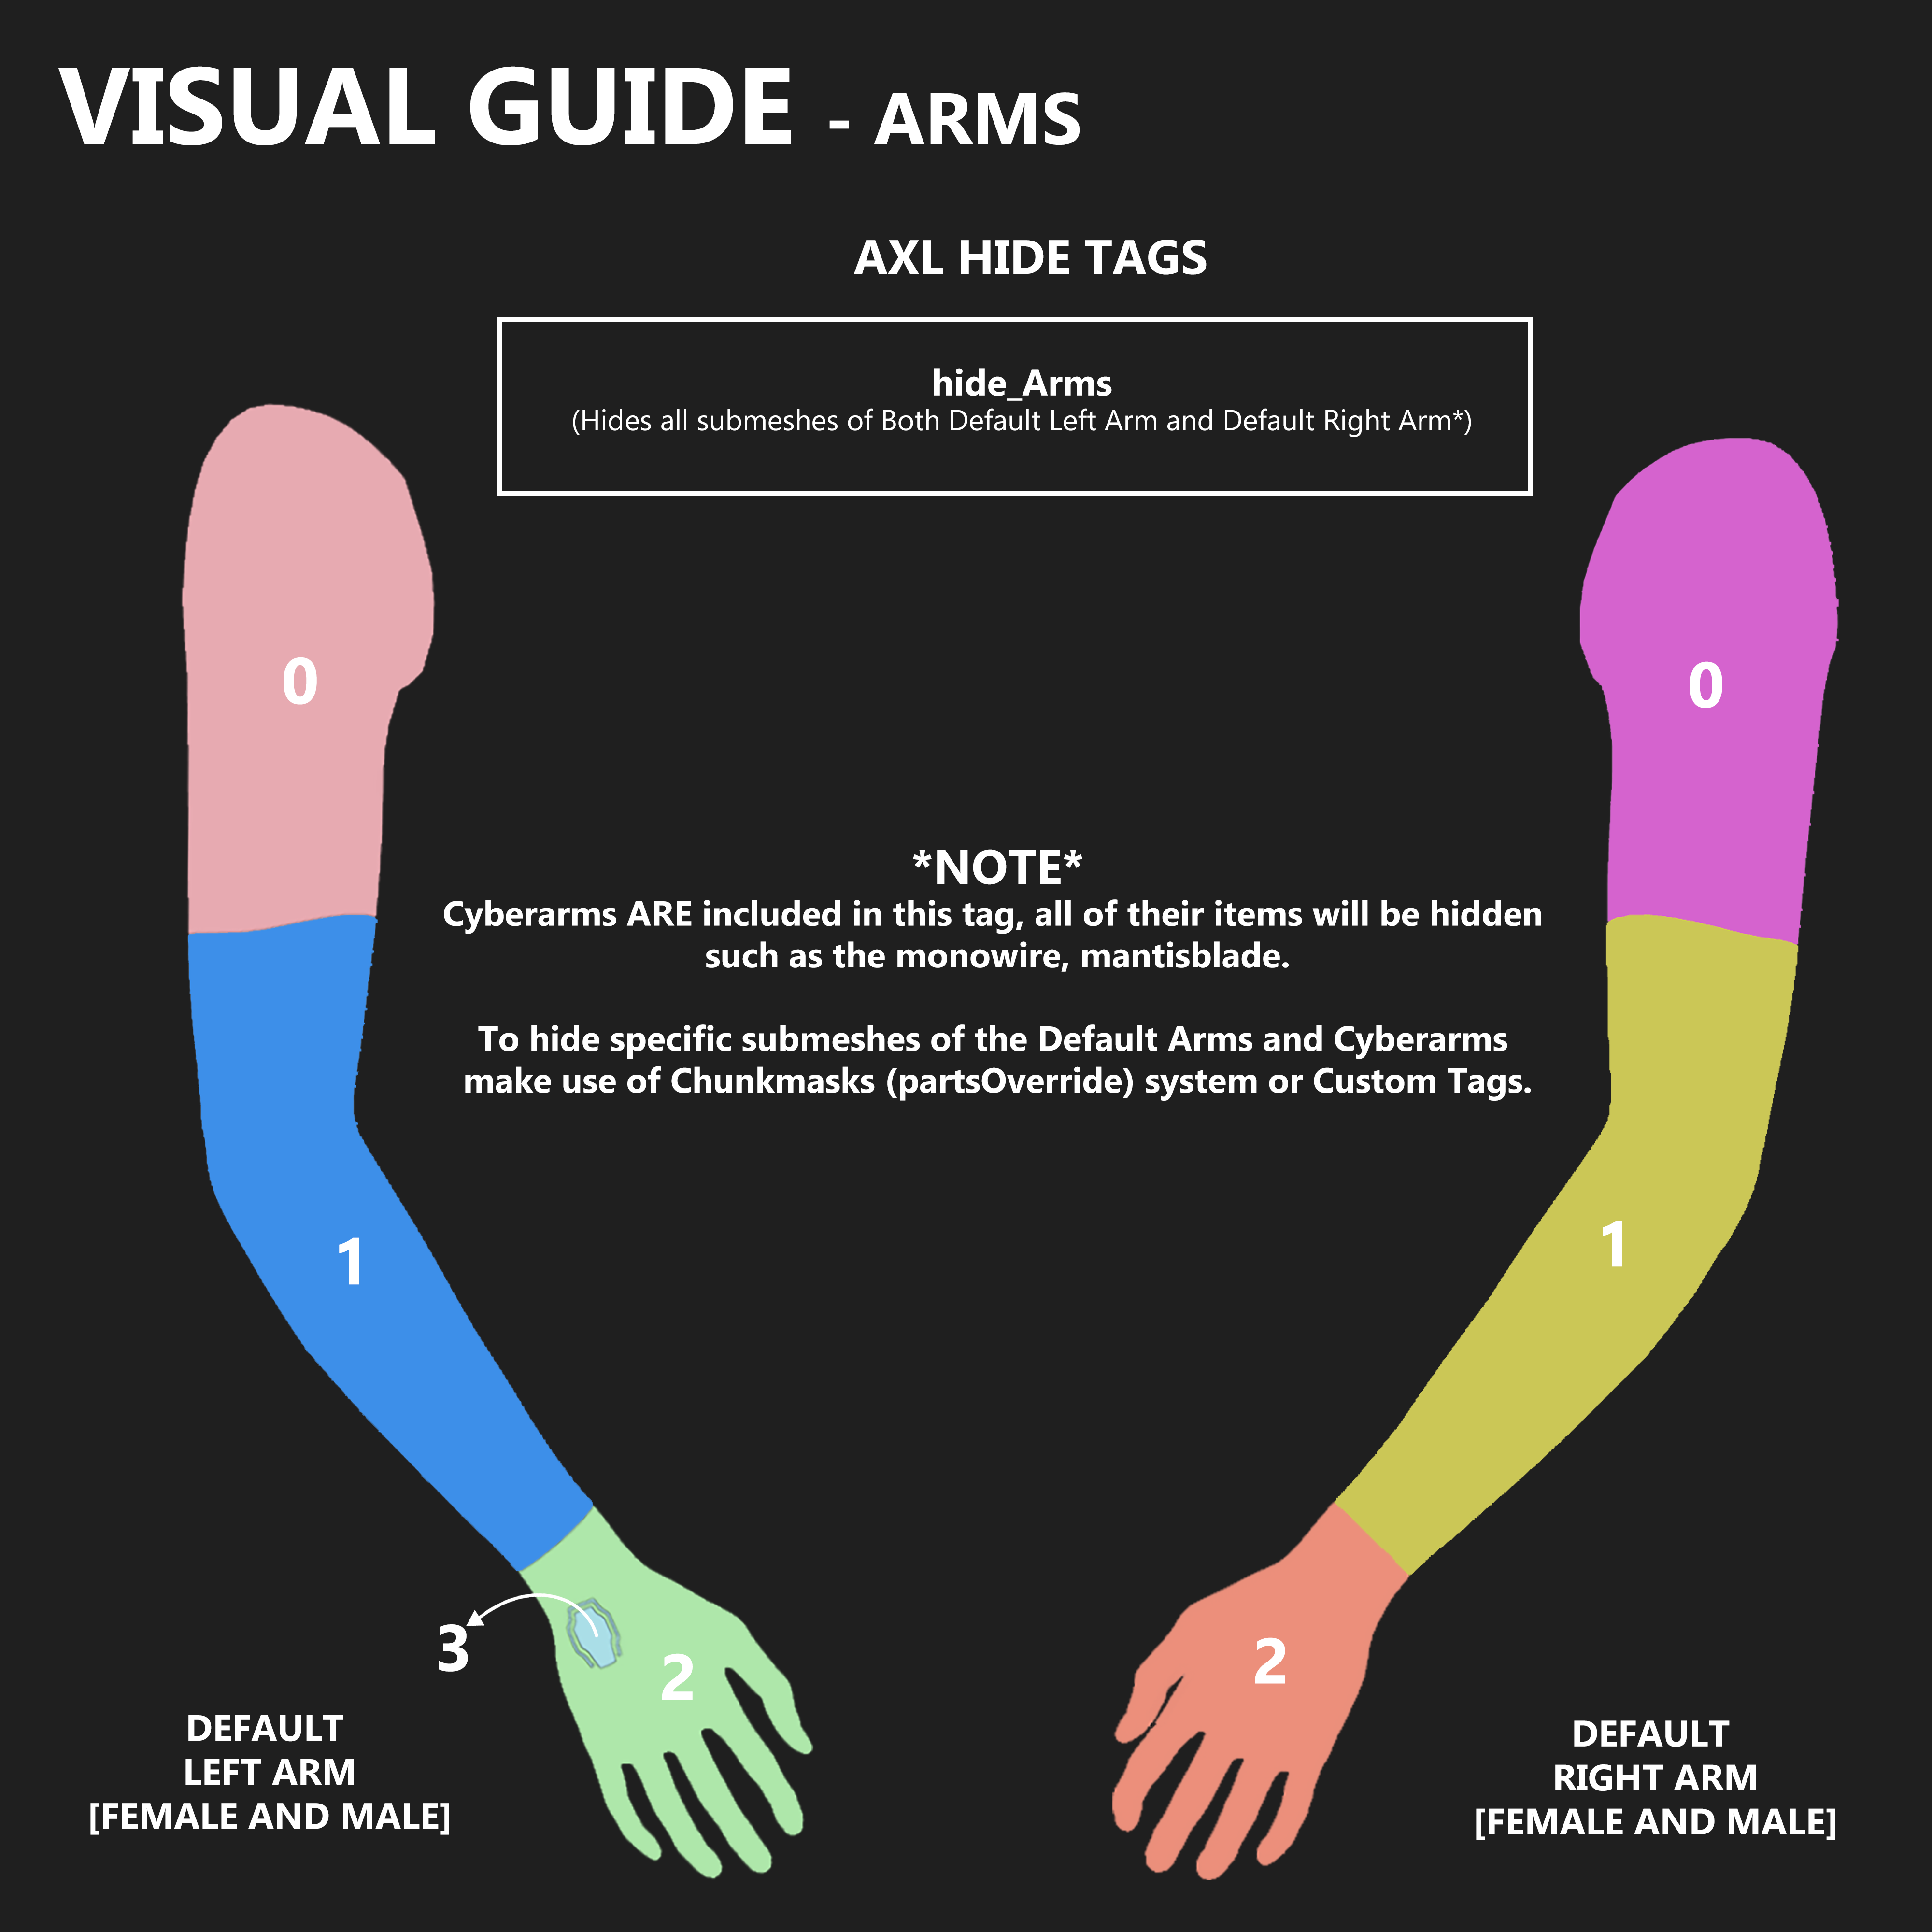 VISUAL GUIDE - ARMS
AXL HIDE TAGS
hide_Arms
(Hides all submeshes of Both Default Left Arm and Default Right Arm*)
0
0
*NOTE*
Cyberarms ARE included in this tag, all of their items will be hidden
such as the monowire, mantisblade.
To hide specific submeshes of the Default Arms and Cyberarms
make use of Chunkmasks (partsOverride) system or Custom Tags.
1
1
3
2
2
DEFAULT
LEFT ARM
[FEMALE AND MALE]
DEFAULT
RIGHT ARM
[FEMALE AND MALE]